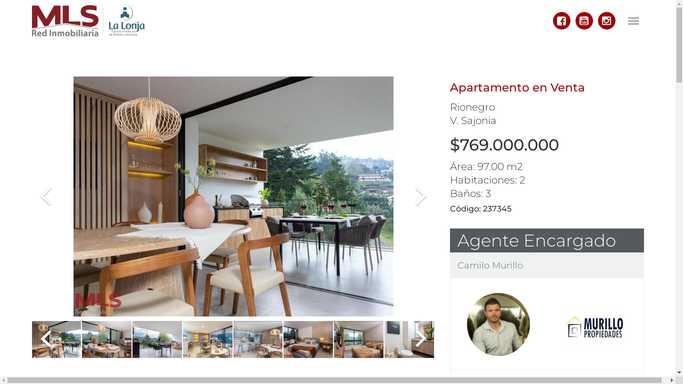 MLS
Red Inmobiliaria
La Lonja
Apartamento en Venta
Rionegro
V. Sajonia
$769.000.000
Área: 97.00 m2
Habitaciones: 2
Baños: 3
Código: 237345
Agente Encargado
Camilo Murillo
MLS
MURILLO
PROPIEDADES